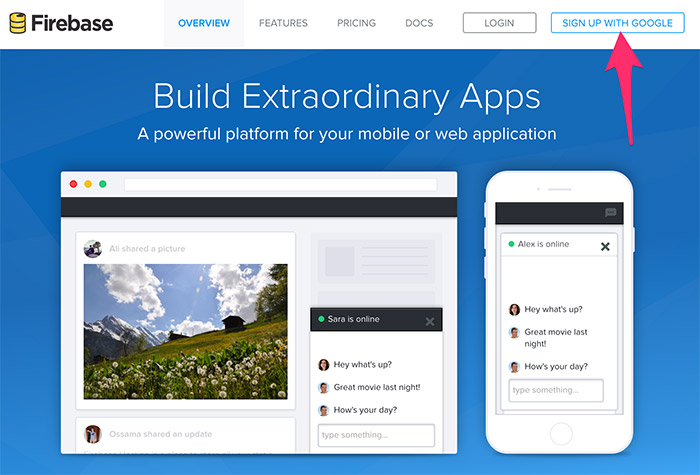 Firebase
OVERVIEW
FEATURES
PRICING
DOCS
LOGIN
SIGN UP WITH GOOGLE
Build Extraordinary Apps
A powerful platform for your mobile or web application
Ali shared a picture
Sara is online
Hey what's up?
Great movie last night!
How's your day?
type something...
Ossama shared an update
Alex is online
Hey what's up?
Great movie last
night!
How's your day?
type something...